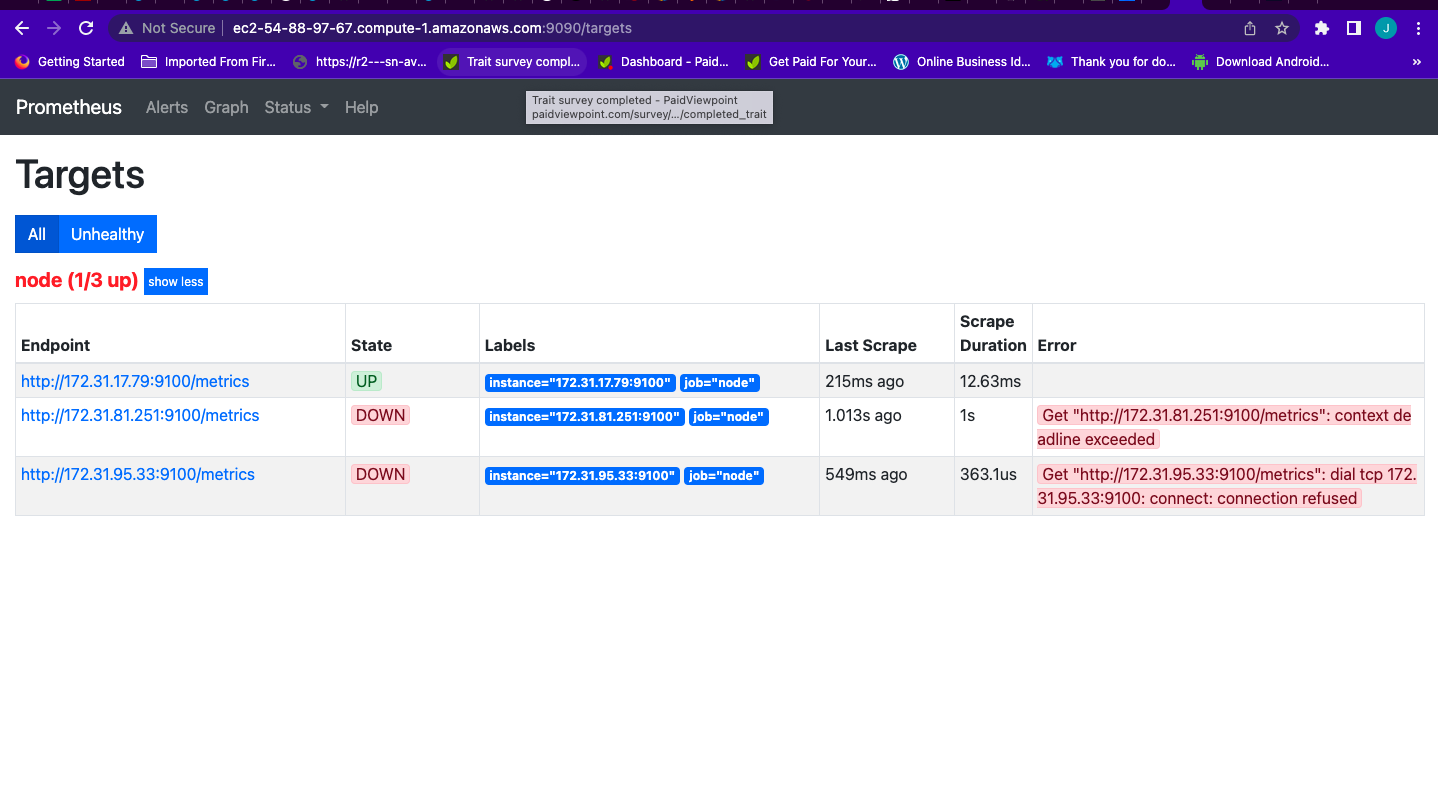 Not Secure
ec2-54-88-97-67.compute-1.amazonaws.com:9090/targets
J
Getting Started
Imported From Fir...
https://r2---sn-av...
Trait survey compl...
Dashboard - Paid...
Get Paid For Your...
Online Business Id...
Thank you for do...
Download Android...
»
Prometheus
Alerts
Graph
Status
Help
Trait survey completed - PaidViewpoint
paidviewpoint.com/survey/.../completed_trait
Targets
All
Unhealthy
node (1/3 up)
show less
Endpoint
State
Labels
Last Scrape
Scrape
Duration
Error
http://172.31.17.79:9100/metrics
UP
instance="172.31.17.79:9100"
job="node"
215ms ago
12.63ms
http://172.31.81.251:9100/metrics
DOWN
instance="172.31.81.251:9100"
job="node"
1.013s ago
1s
Get "http://172.31.81.251:9100/metrics": context de
adline exceeded
http://172.31.95.33:9100/metrics
DOWN
instance="172.31.95.33:9100"
job="node"
549ms ago
363.1us
Get "http://172.31.95.33:9100/metrics": dial tcp 172.
31.95.33:9100: connect: connection refused